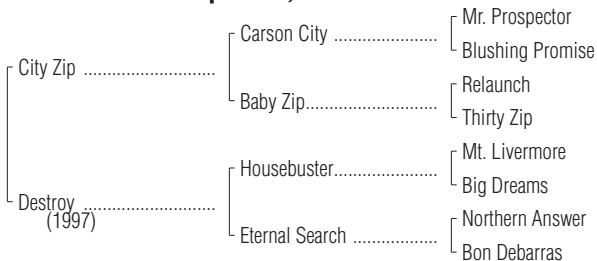 Mr. Prospector
Carson City
Blushing Promise
City Zip
Relaunch
Baby Zip
Thirty Zip
Mt. Livermore
Housebuster
Big Dreams
Destroy
(1997)
Northern Answer
Eternal Search
Bon Debarras